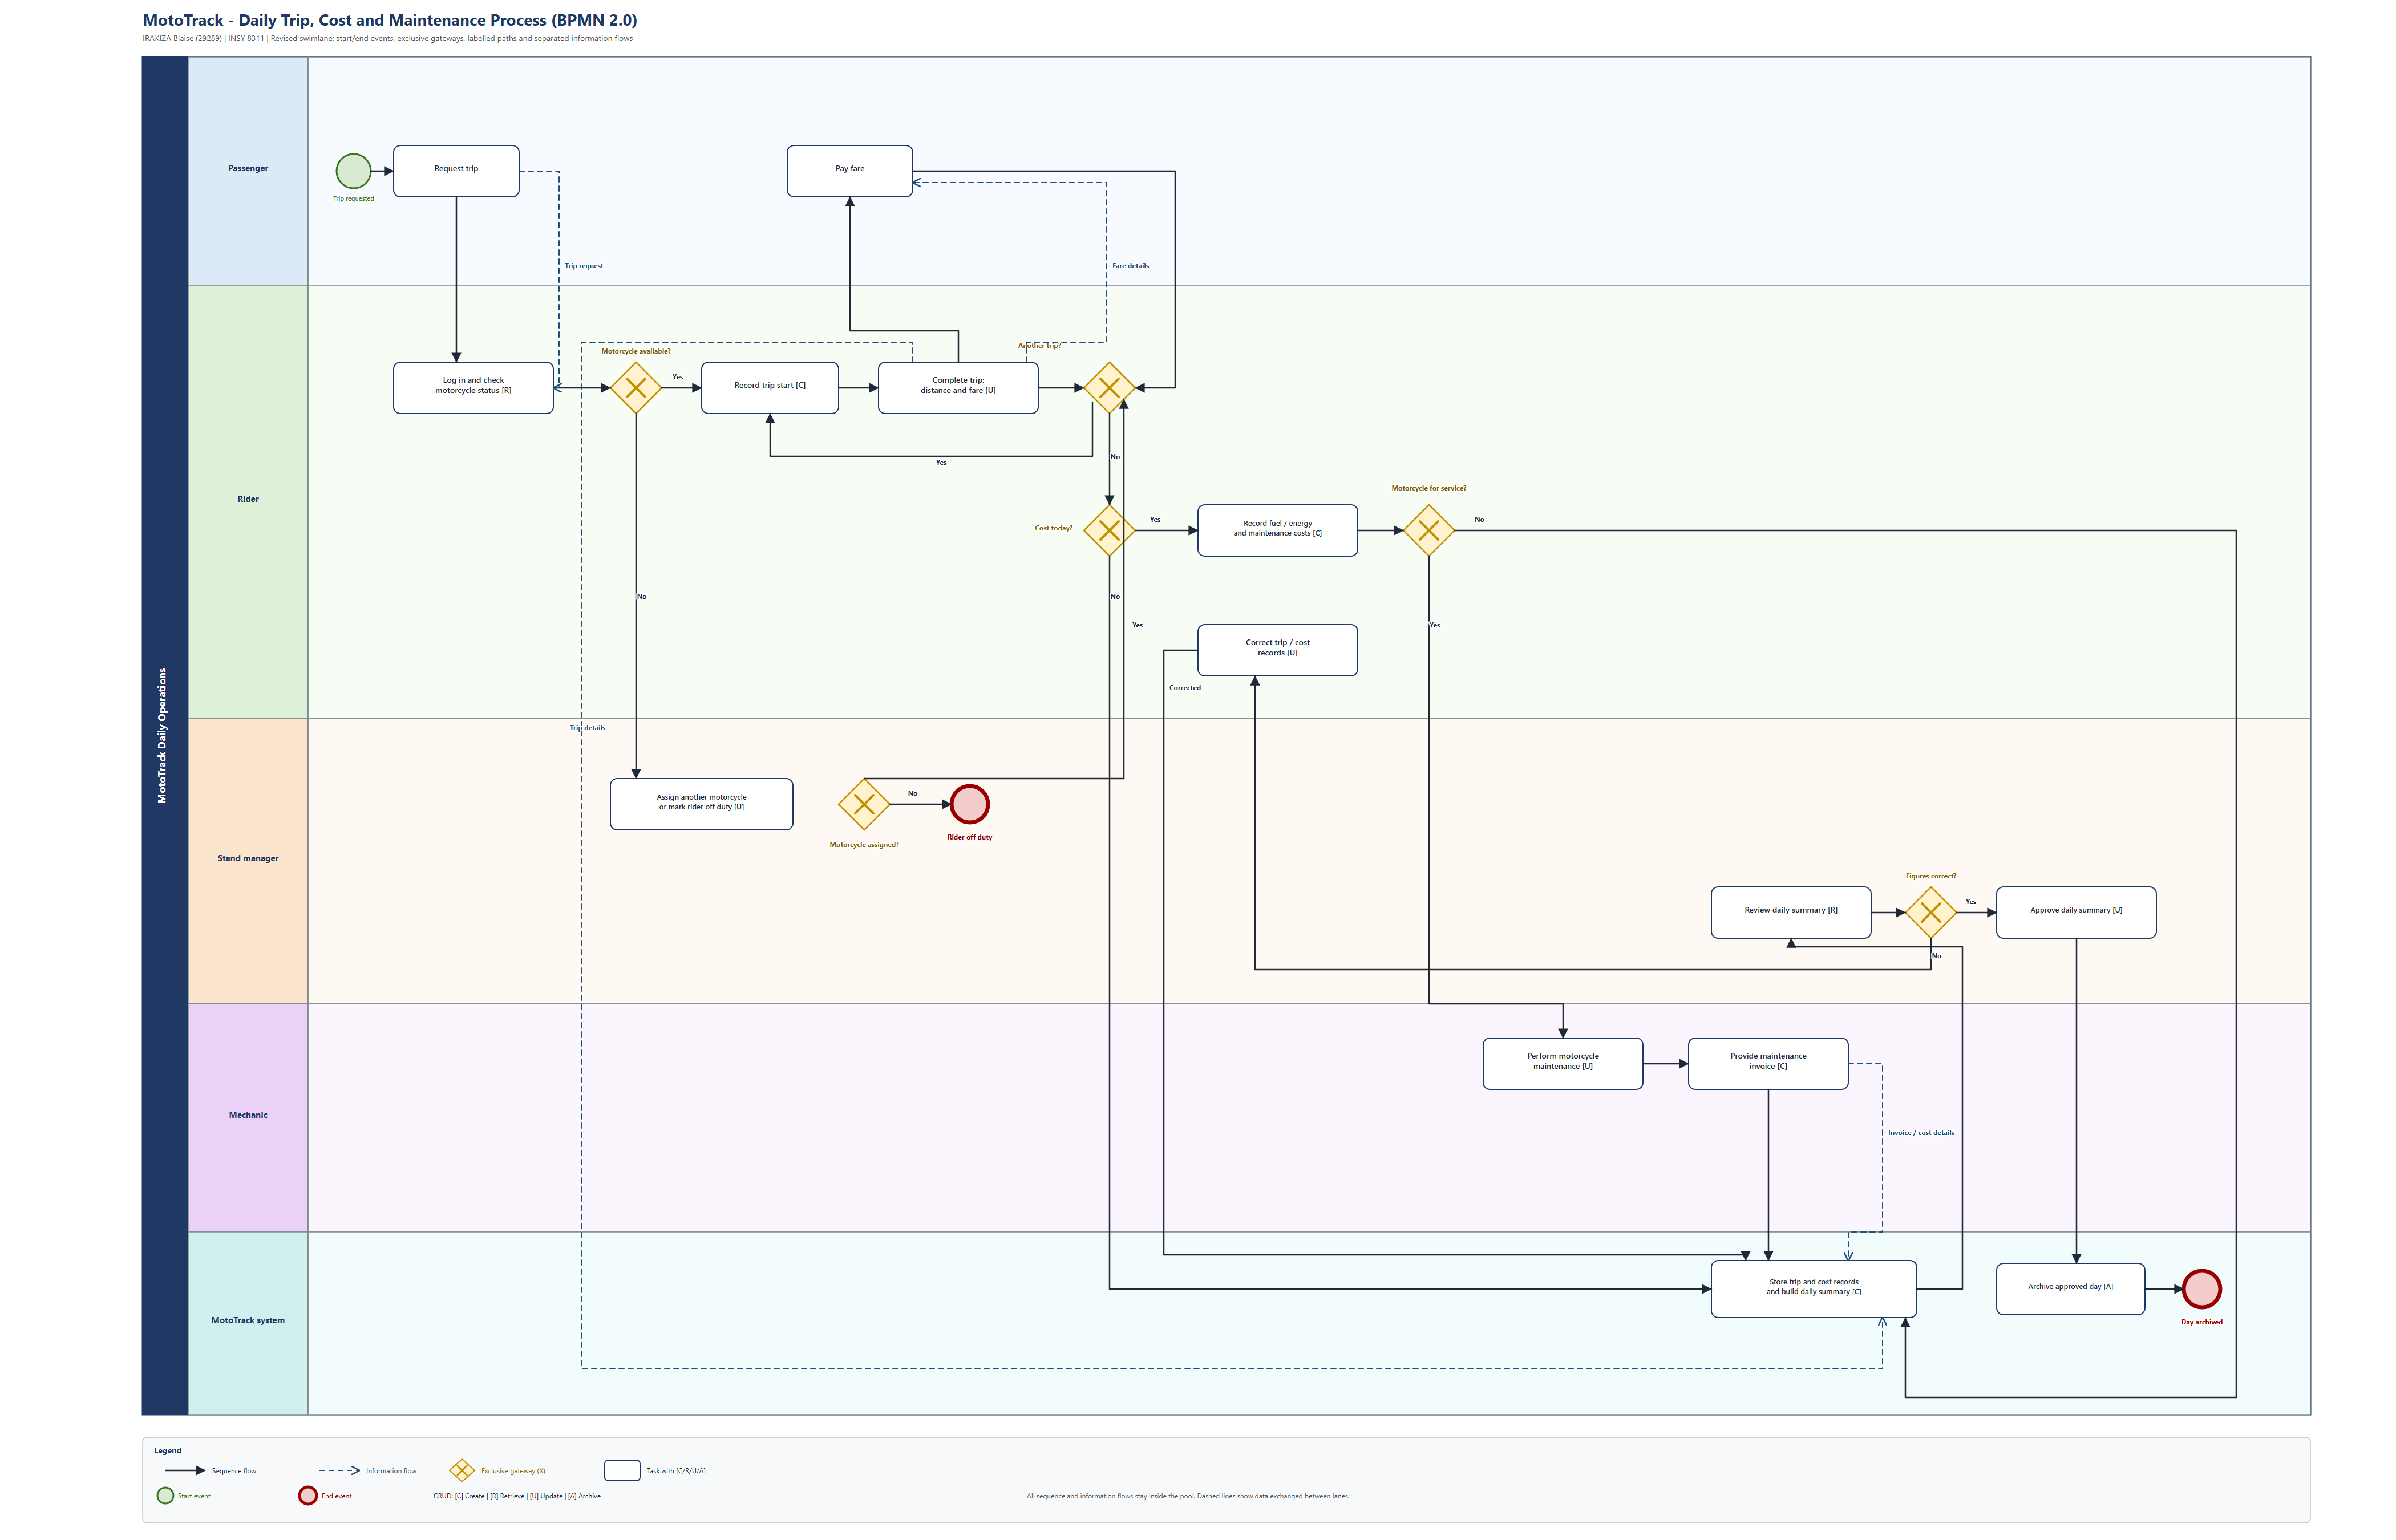 MotoTrack - Daily Trip, Cost and Maintenance Process (BPMN 2.0)
IRAKIZA Blaise (29289) | INSY 8311 | Revised swimlane: start/end events, exclusive gateways, labelled paths and separated information flows
MotoTrack Daily Operations
Passenger
Trip requested
Request trip
Pay fare
Trip request
Fare details
Rider
Log in and check
motorcycle status [R]
Motorcycle available?
Yes
Record trip start [C]
Complete trip:
distance and fare [U]
Another trip?
Yes
No
Cost today?
Yes
Record fuel / energy
and maintenance costs [C]
Motorcycle for service?
No
No
No
Yes
Yes
Correct trip / cost
records [U]
Corrected
Stand manager
Trip details
Assign another motorcycle
or mark rider off duty [U]
Motorcycle assigned?
No
Rider off duty
Review daily summary [R]
Figures correct?
Yes
No
Approve daily summary [U]
Mechanic
Perform motorcycle
maintenance [U]
Provide maintenance
invoice [C]
Invoice / cost details
MotoTrack system
Store trip and cost records
and build daily summary [C]
Archive approved day [A]
Day archived
Legend
Sequence flow
Information flow
Exclusive gateway (X)
Task with [C/R/U/A]
Start event
End event
CRUD: [C] Create | [R] Retrieve | [U] Update | [A] Archive
All sequence and information flows stay inside the pool. Dashed lines show data exchanged between lanes.